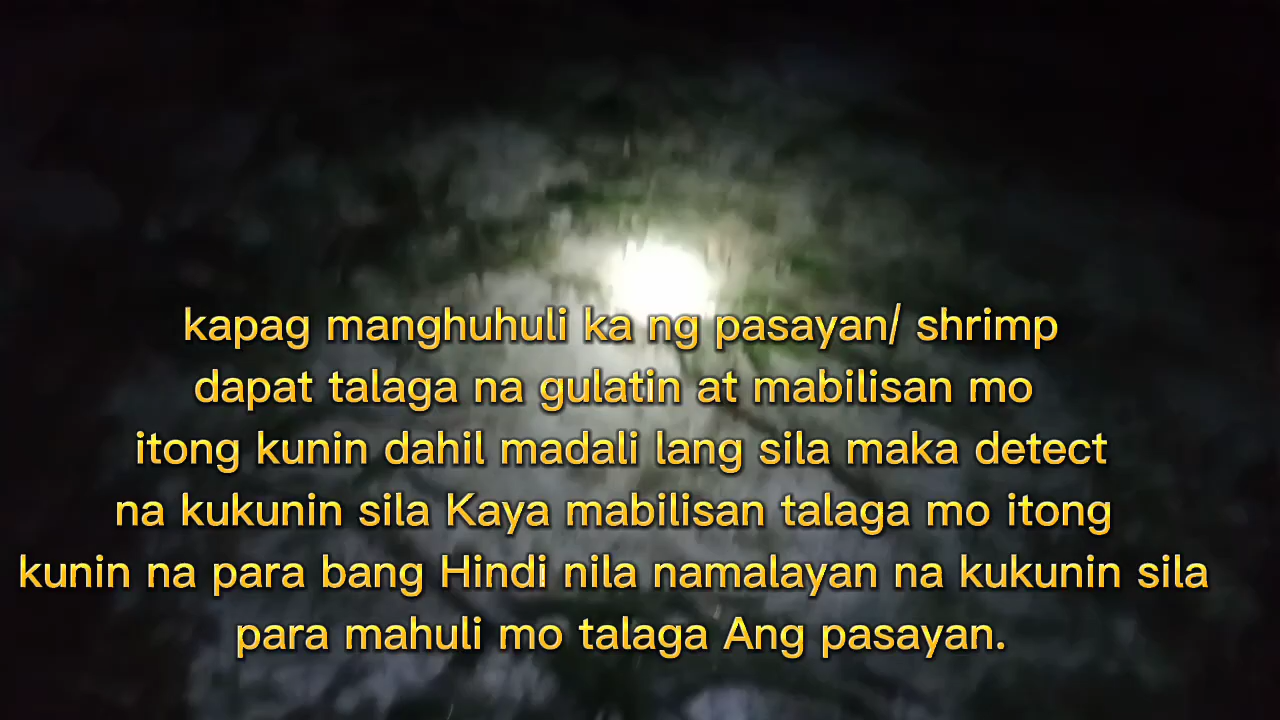 kapag manghuhuli ka ng pasayan/ shrimp
dapat talaga na gulatin at mabilisan mo
itong kunin dahil madali lang sila maka detect
na kukunin sila Kaya mabilisan talaga mo itong
kunin na para bang Hindi nila namalayan na kukunin sila
para mahuli mo talaga Ang pasayan.